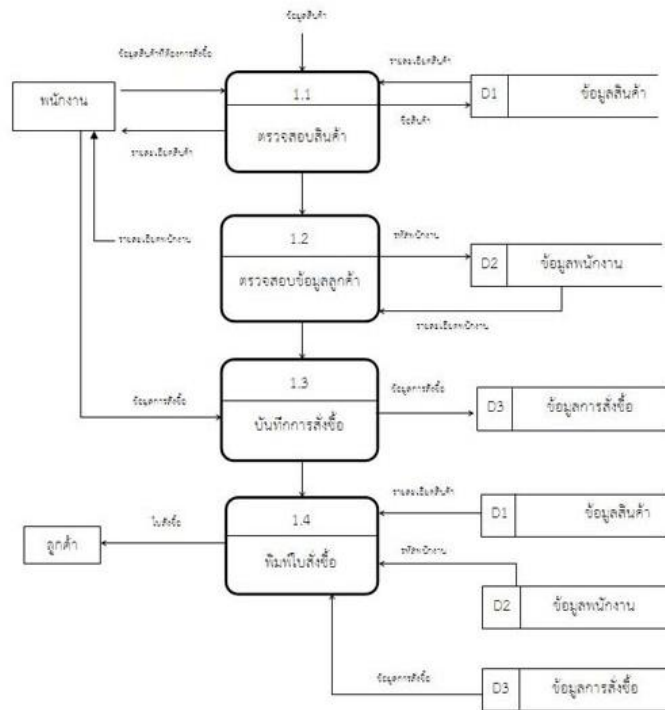 ข้อมูลสินค้า
ข้อมูลสินค้าที่ต้องการสั่งซื้อ
รายละเอียดสินค้า
พนักงาน
1.1
D1
ข้อมูลสินค้า
ชื่อสินค้า
ตรวจสอบสินค้า
รายละเอียดสินค้า
1.2
รหัสพนักงาน
รายละเอียดพนักงาน
D2
ข้อมูลพนักงาน
ตรวจสอบข้อมูลลูกค้า
รายละเอียดพนักงาน
1.3
ข้อมูลการสั่งซื้อ
ข้อมูลการสั่งซื้อ
D3
ข้อมูลการสั่งซื้อ
บันทึกการสั่งซื้อ
รายละเอียดสินค้า
1.4
D1
ข้อมูลสินค้า
ใบสั่งซื้อ
ลูกค้า
รหัสพนักงาน
พิมพ์ใบสั่งซื้อ
D2
ข้อมูลพนักงาน
ข้อมูลการสั่งซื้อ
D3
ข้อมูลการสั่งซื้อ